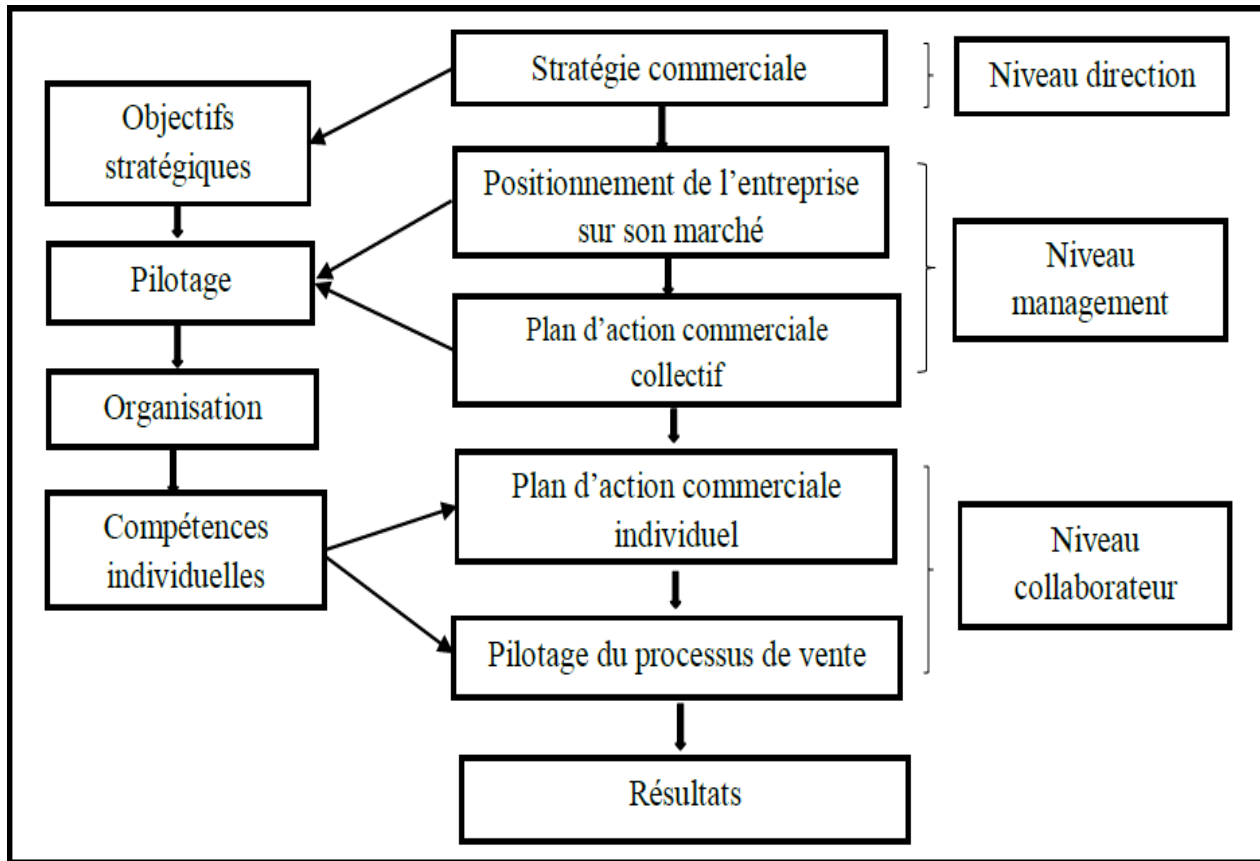 Stratégie commerciale
Niveau direction
Objectifs
stratégiques
Positionnement de l’entreprise
sur son marché
Pilotage
Niveau
management
Plan d’action commerciale
collectif
Organisation
Plan d’action commerciale
individuel
Compétences
individuelles
Niveau
collaborateur
Pilotage du processus de vente
Résultats